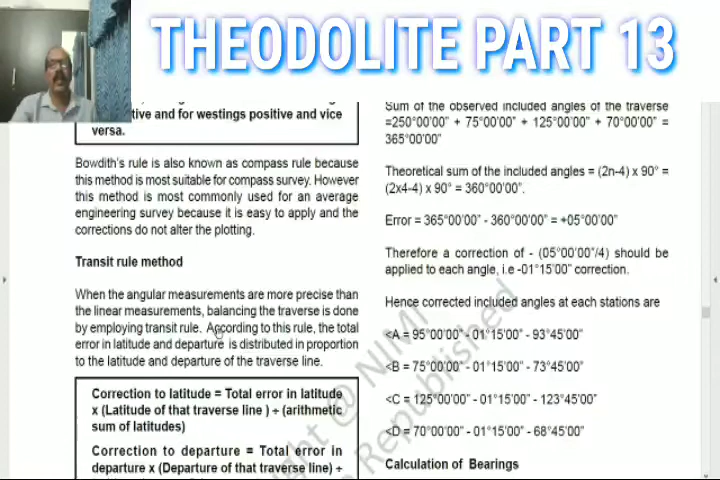 THEODOLITE PART 13
tive and for westings positive and vice
versa.
Bowdith's rule is also known as compass rule because
this method is most suitable for compass survey. However
this method is most commonly used for an average
engineering survey because it is easy to apply and the
corrections do not alter the plotting.
Transit rule method
When the angular measurements are more precise than
the linear measurements, balancing the traverse is done
by employing transit rule. According to this rule, the total
error in latitude and departure is distributed in proportion
to the latitude and departure of the traverse line.
Correction to latitude = Total error in latitude
x (Latitude of that traverse line ) ÷ (arithmetic
sum of latitudes)
Correction to departure = Total error in
departure x (Departure of that traverse line) ÷
Sum of the observed included angles of the traverse
=250°00'00" + 75°00'00" + 125°00'00" + 70°00'00" =
365°00'00"
Theoretical sum of the included angles = (2n-4) x 90° =
(2x4-4) x 90° = 360°00'00".
Error = 365°00'00" - 360°00'00" = +05°00'00"
Therefore a correction of - (05°00'00"/4) should be
applied to each angle, i.e -01°15'00" correction.
Hence corrected included angles at each stations are
<A = 95°00'00" - 01°15'00" - 93°45'00"
<B = 75°00'00" - 01°15'00" - 73°45'00"
<C = 125°00'00" - 01°15'00" - 123°45'00"
<D = 70°00'00" - 01°15'00" - 68°45'00"
Calculation of Bearings
@ NIMI
Republished